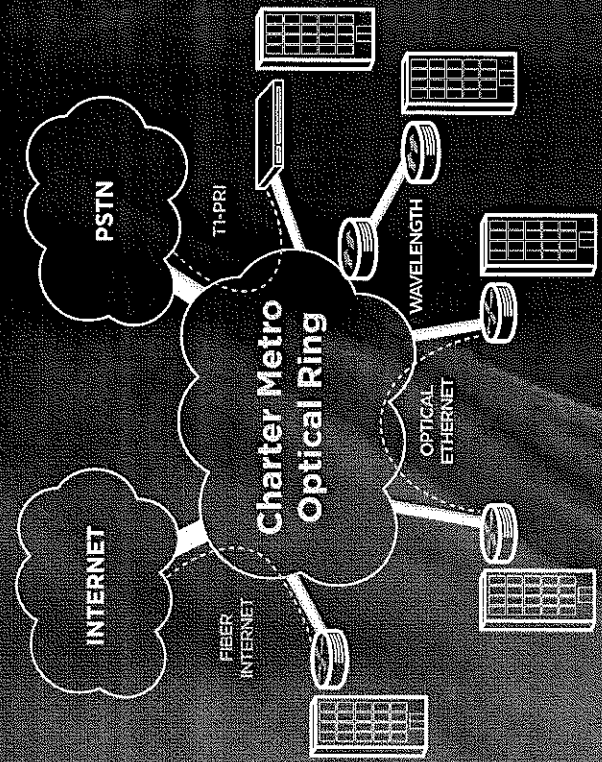 INTERNET
PSTN
FIBER
INTERNET
T1-PRI
Charter Metro
Optical Ring
OPTICAL
ETHERNET
WAVELENGTH